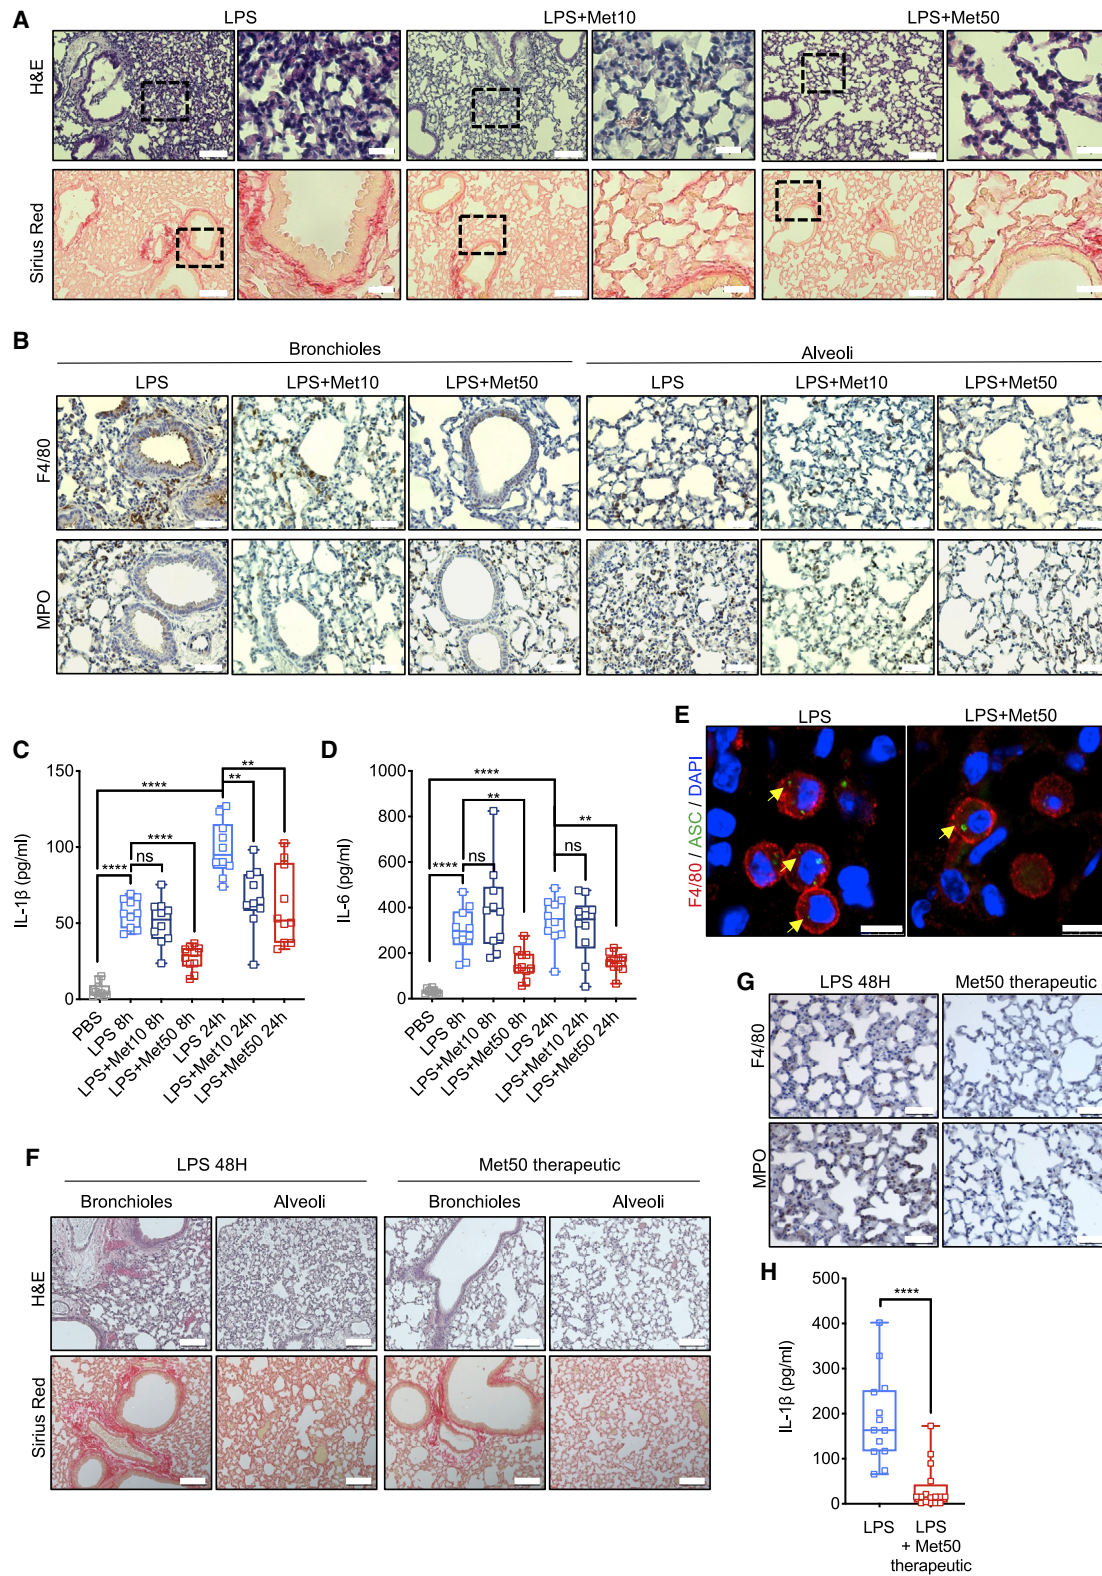 A
LPS
LPS+Met10
LPS+Met50
H&E
Sirius Red
B
Bronchioles
Alveoli
LPS
LPS+Met10
LPS+Met50
LPS
LPS+Met10
LPS+Met50
F4/80
MPO
C
IL-1β (pg/ml)
150
100
50
0
****
ns
****
****
**
**
PBS
LPS 8h
LPS+Met10 8h
LPS+Met50 8h
LPS 24h
LPS+Met10 24h
LPS+Met50 24h
D
IL-6 (pg/ml)
1000
800
600
400
200
0
****
ns
**
****
ns
**
PBS
LPS 8h
LPS+Met10 8h
LPS+Met50 8h
LPS 24h
LPS+Met10 24h
LPS+Met50 24h
E
LPS
LPS+Met50
F4/80 / ASC / DAPI
F
LPS 48H
Met50 therapeutic
Bronchioles
Alveoli
Bronchioles
Alveoli
H&E
Sirius Red
G
LPS 48H
Met50 therapeutic
F4/80
MPO
H
IL-1β (pg/ml)
500
400
300
200
100
0
****
LPS
LPS
+ Met50
therapeutic